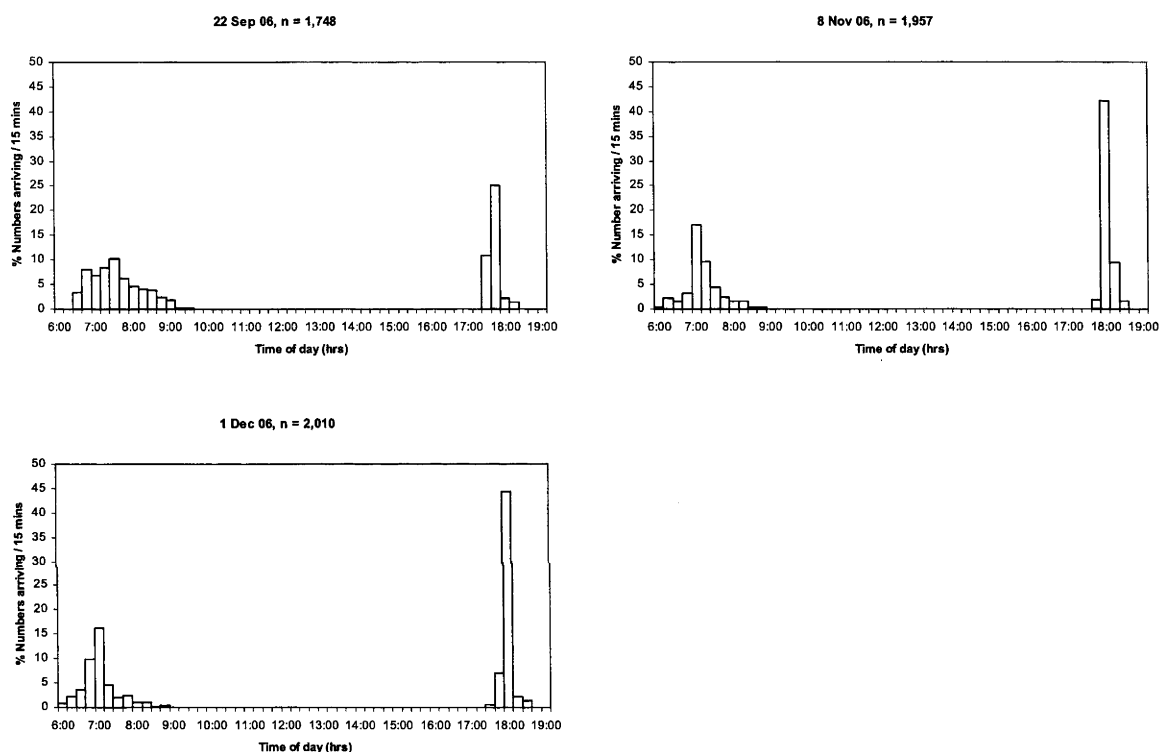 22 Sep 06, n = 1,748
% Numbers arriving / 15 mins
50
45
40
35
30
25
20
15
10
5
0
6:00 7:00 8:00 9:00 10:00 11:00 12:00 13:00 14:00 15:00 16:00 17:00 18:00 19:00
Time of day (hrs)
8 Nov 06, n = 1,957
% Number arriving / 15 mins
50
45
40
35
30
25
20
15
10
5
0
6:00 7:00 8:00 9:00 10:00 11:00 12:00 13:00 14:00 15:00 16:00 17:00 18:00 19:00
Time of day (hrs)
1 Dec 06, n = 2,010
% Numbers arriving / 15 mins
50
45
40
35
30
25
20
15
10
5
0
6:00 7:00 8:00 9:00 10:00 11:00 12:00 13:00 14:00 15:00 16:00 17:00 18:00 19:00
Time of day (hrs)